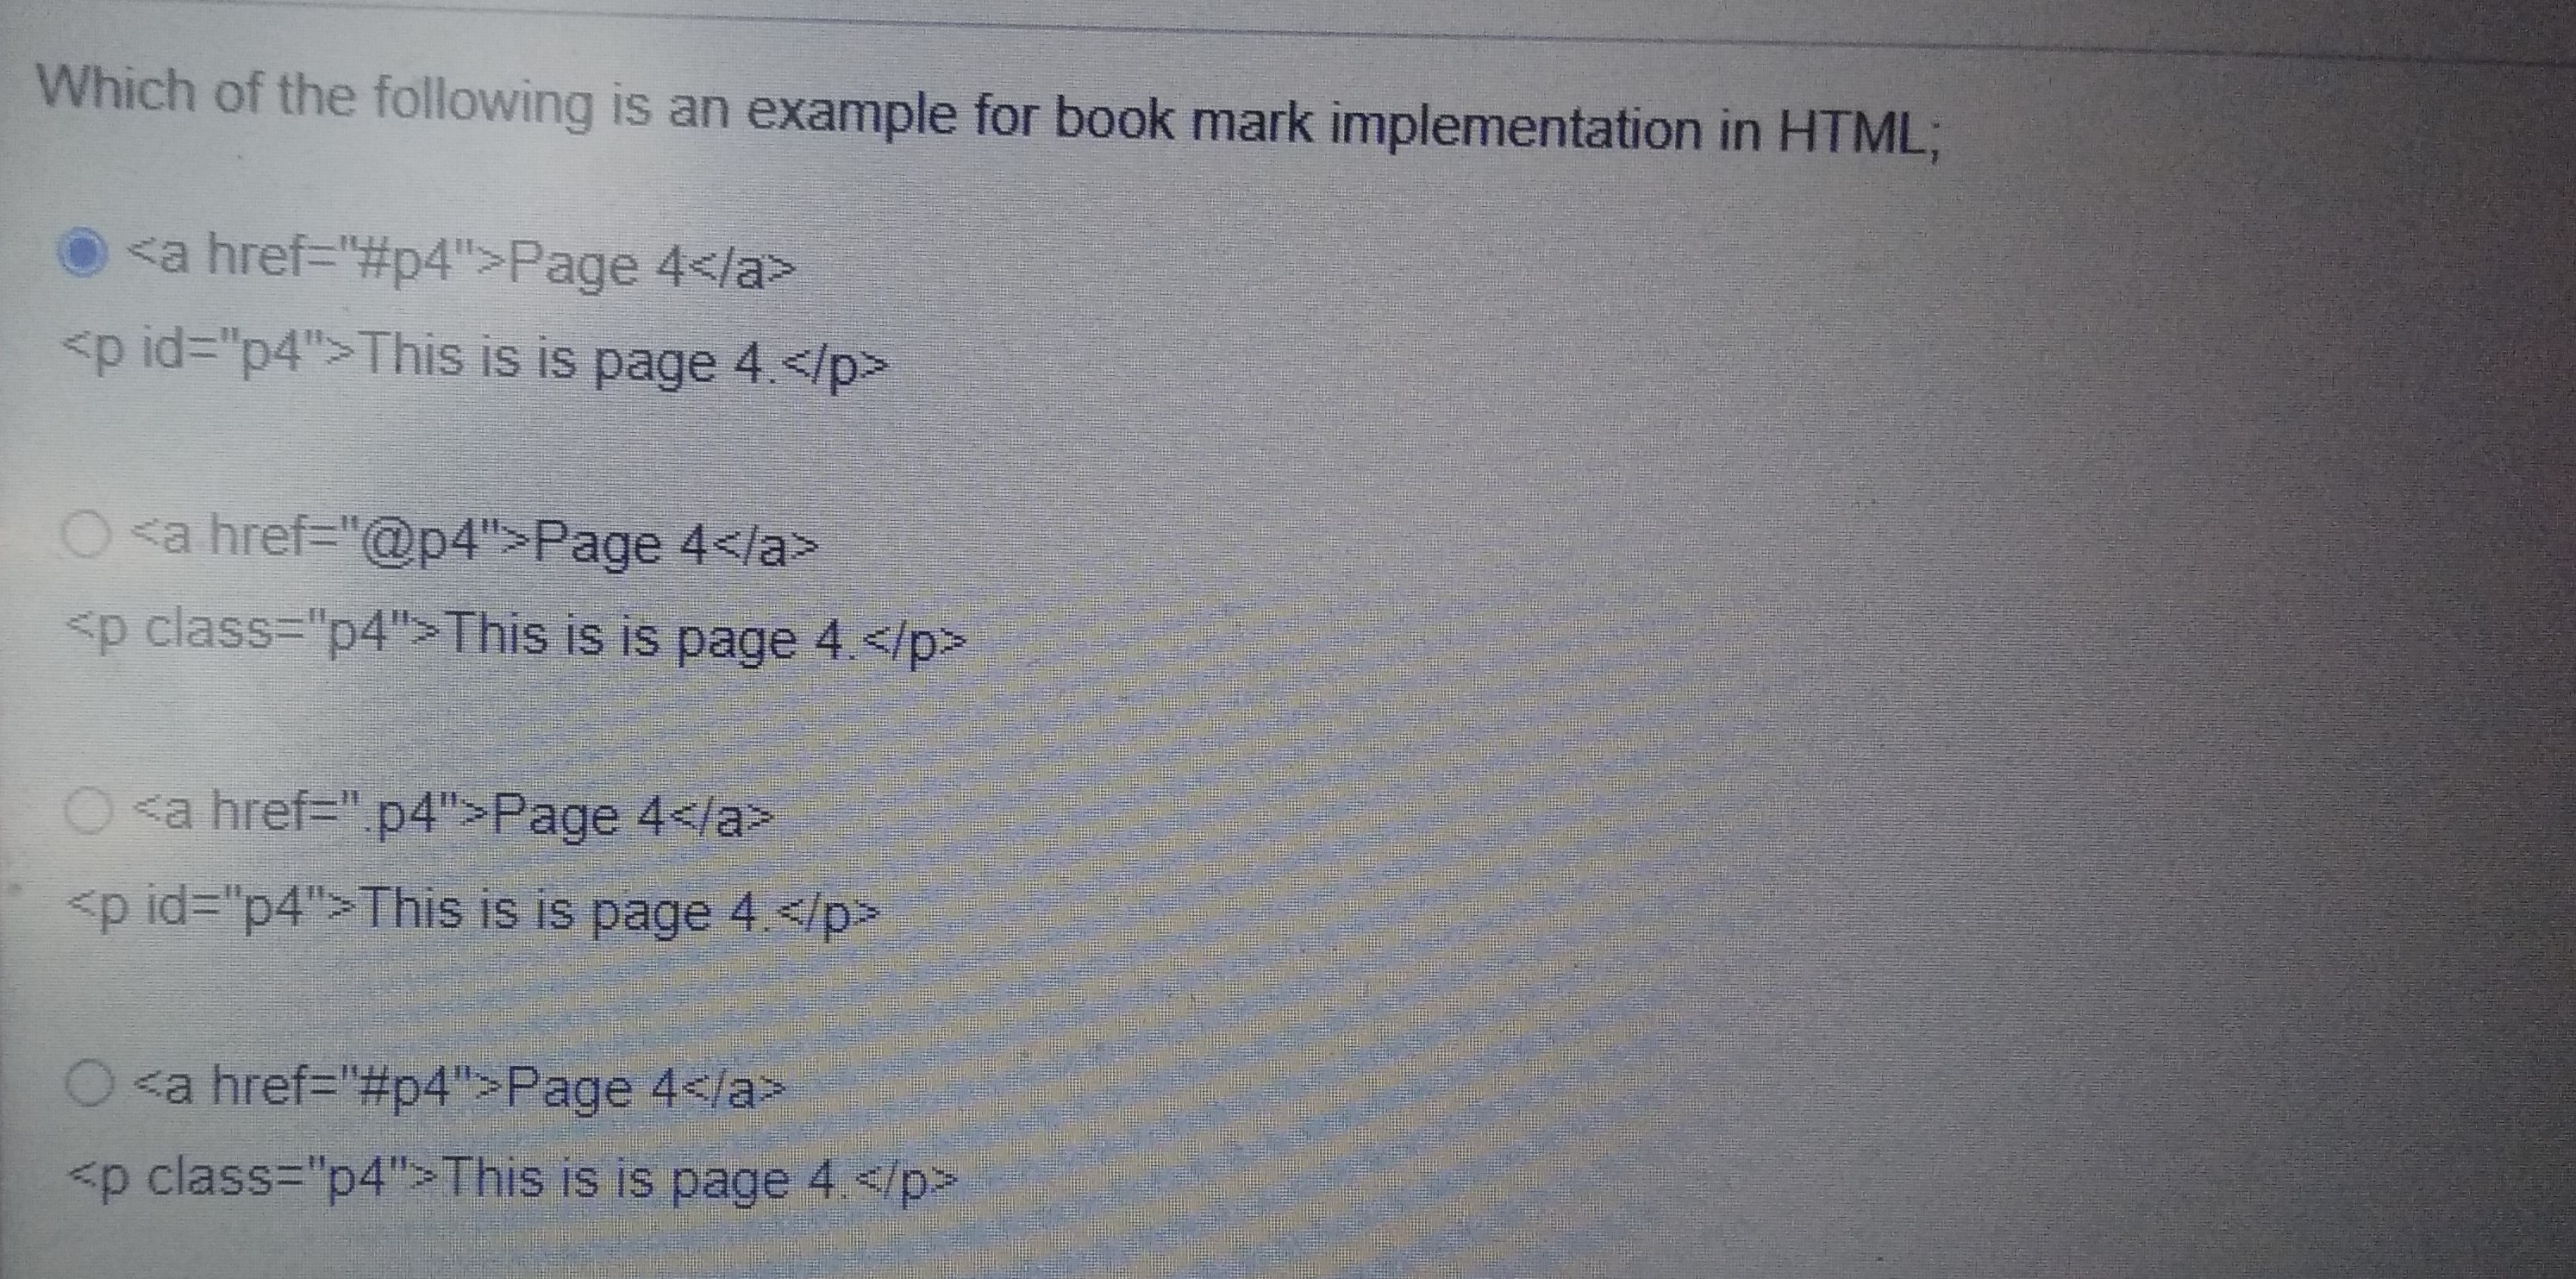 Which of the following is an example for book mark implementation in HTML;
<a href="#p4">Page 4</a>
<p id="p4">This is is page 4.</p>
<a href="@p4">Page 4</a>
<p class="p4">This is is page 4.</p>
<a href=".p4">Page 4</a>
<p id="p4">This is is page 4.</p>
<a href="#p4">Page 4</a>
<p class="p4">This is is page 4.</p>